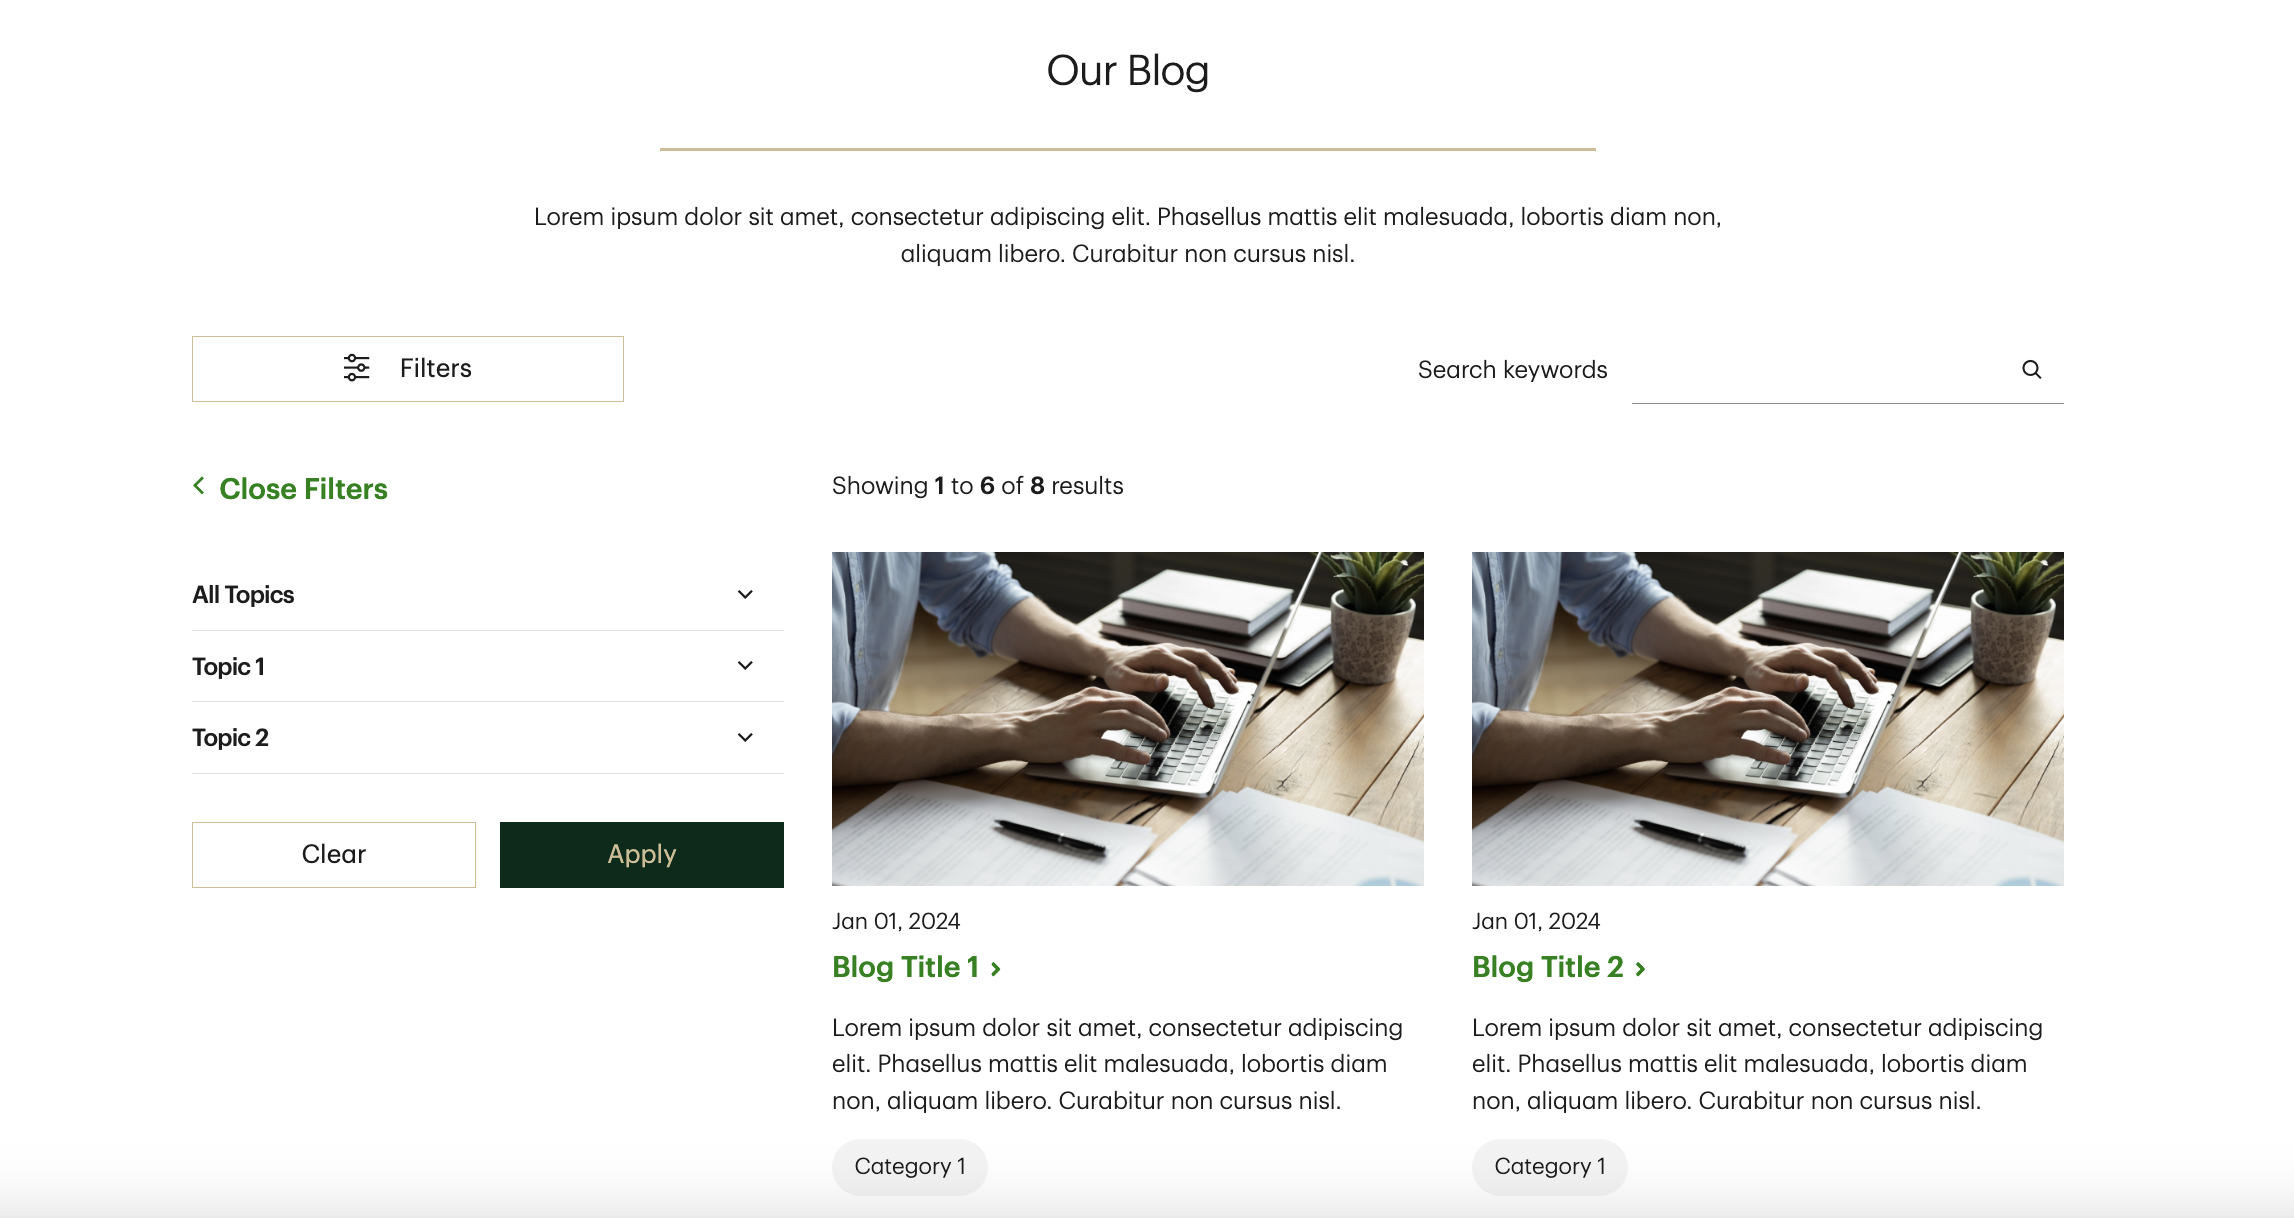 Our Blog
Lorem ipsum dolor sit amet, consectetur adipiscing elit. Phasellus mattis elit malesuada, lobortis diam non,
aliquam libero. Curabitur non cursus nisl.
Filters
Search keywords
Close Filters
Showing 1 to 6 of 8 results
All Topics
Topic 1
Topic 2
Clear
Apply
Jan 01, 2024
Blog Title 1
Lorem ipsum dolor sit amet, consectetur adipiscing
elit. Phasellus mattis elit malesuada, lobortis diam
non, aliquam libero. Curabitur non cursus nisl.
Category 1
Jan 01, 2024
Blog Title 2
Lorem ipsum dolor sit amet, consectetur adipiscing
elit. Phasellus mattis elit malesuada, lobortis diam
non, aliquam libero. Curabitur non cursus nisl.
Category 1